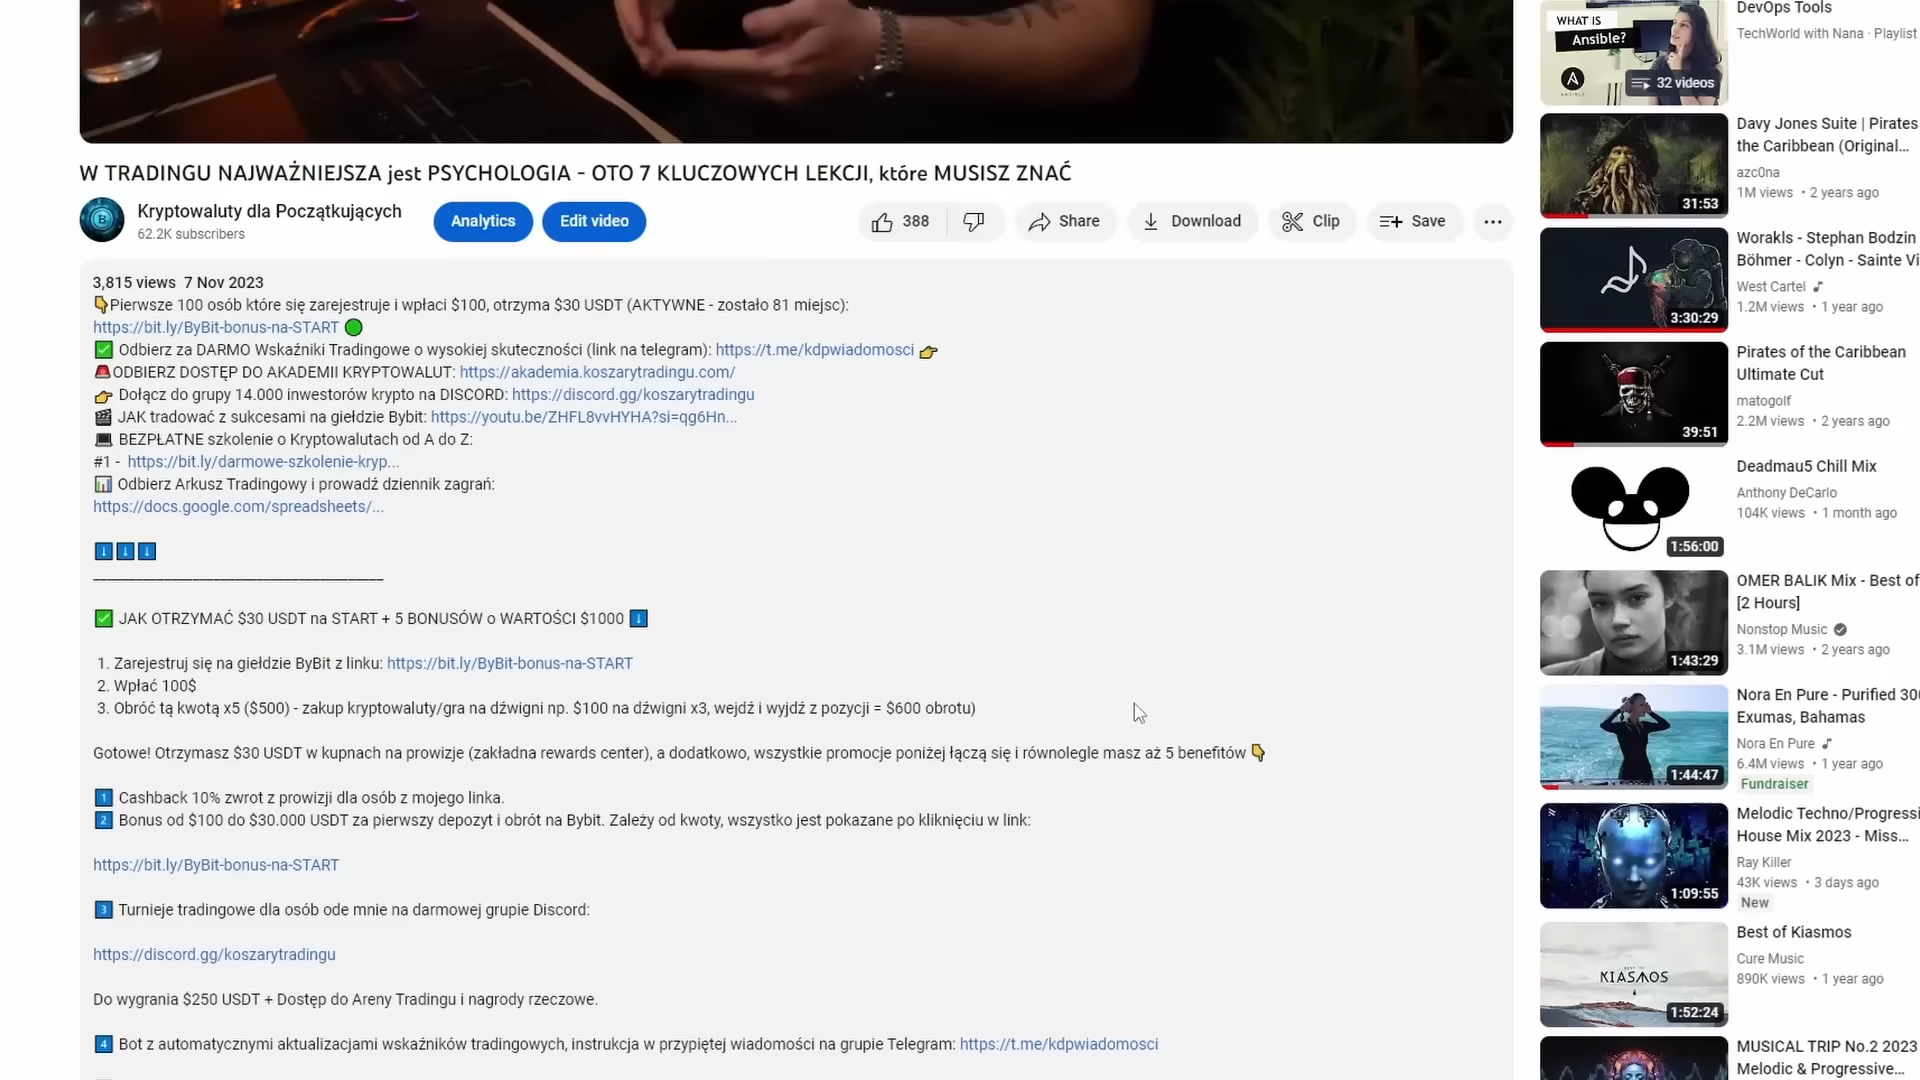 W TRADINGU NAJWAŻNIEJSZA jest PSYCHOLOGIA - OTO 7 KLUCZOWYCH LEKCJI, które MUSISZ ZNAĆ
Kryptowaluty dla Początkujących
62.2K subscribers
Analytics
Edit video
388
Share
Download
Clip
Save
3,815 views 7 Nov 2023
Pierwsze 100 osób które się zarejestruje i wpłaci $100, otrzyma $30 USDT (AKTYWNE - zostało 81 miejsc):
https://bit.ly/ByBit-bonus-na-START
Odbierz za DARMO Wskaźniki Tradingowe o wysokiej skuteczności (link na telegram): https://t.me/kdpwiadomosci
ODBIERZ DOSTĘP DO AKADEMII KRYPTOWALUT: https://akademia.koszarytradingu.com/
Dołącz do grupy 14.000 inwestorów krypto na DISCORD: https://discord.gg/koszarytradingu
JAK tradować z sukcesami na giełdzie Bybit: https://youtu.be/ZHFL8vvHYHA?si=qg6Hn...
BEZPŁATNE szkolenie o Kryptowalutach od A do Z:
#1 - https://bit.ly/darmowe-szkolenie-kryp...
Odbierz Arkusz Tradingowy i prowadź dziennik zagrań:
https://docs.google.com/spreadsheets/...
JAK OTRZYMAĆ $30 USDT na START + 5 BONUSÓW o WARTOŚCI $1000
1. Zarejestruj się na giełdzie ByBit z linku: https://bit.ly/ByBit-bonus-na-START
2. Wpłać 100$
3. Obróć tą kwotą x5 ($500) - zakup kryptowaluty/gra na dźwigni np. $100 na dźwigni x3, wejdź i wyjdź z pozycji = $600 obrotu)
Gotowe! Otrzymasz $30 USDT w kupnach na prowizje (zakładna rewards center), a dodatkowo, wszystkie promocje poniżej łączą się i równolegle masz aż 5 benefitów
1 Cashback 10% zwrot z prowizji dla osób z mojego linka.
2 Bonus od $100 do $30.000 USDT za pierwszy depozyt i obrót na Bybit. Zależy od kwoty, wszystko jest pokazane po kliknięciu w link:
https://bit.ly/ByBit-bonus-na-START
3 Turnieje tradingowe dla osób ode mnie na darmowej grupie Discord:
https://discord.gg/koszarytradingu
Do wygrania $250 USDT + Dostęp do Areny Tradingu i nagrody rzeczowe.
4 Bot z automatycznymi aktualizacjami wskaźników tradingowych, instrukcja w przypiętej wiadomości na grupie Telegram: https://t.me/kdpwiadomosci
WHAT IS
Ansible?
A
32 videos
DevOps Tools
TechWorld with Nana · Playlist
31:53
Davy Jones Suite | Pirates
the Caribbean (Original...
azc0na
1M views • 2 years ago
3:30:29
Worakls - Stephan Bodzin
Böhmer - Colyn - Sainte Vi
West Cartel
1.2M views • 1 year ago
39:51
Pirates of the Caribbean
Ultimate Cut
matogolf
2.2M views • 2 years ago
1:56:00
Deadmau5 Chill Mix
Anthony DeCarlo
104K views • 1 month ago
1:43:29
OMER BALIK Mix - Best of
[2 Hours]
Nonstop Music
3.1M views • 2 years ago
1:44:47
Nora En Pure - Purified 30
Exumas, Bahamas
Nora En Pure
6.4M views • 1 year ago
Fundraiser
1:09:55
Melodic Techno/Progressi
House Mix 2023 - Miss...
Ray Killer
43K views • 3 days ago
New
KIASMOS
1:52:24
Best of Kiasmos
Cure Music
890K views • 1 year ago
MUSICAL TRIP No.2 2023
Melodic & Progressive...